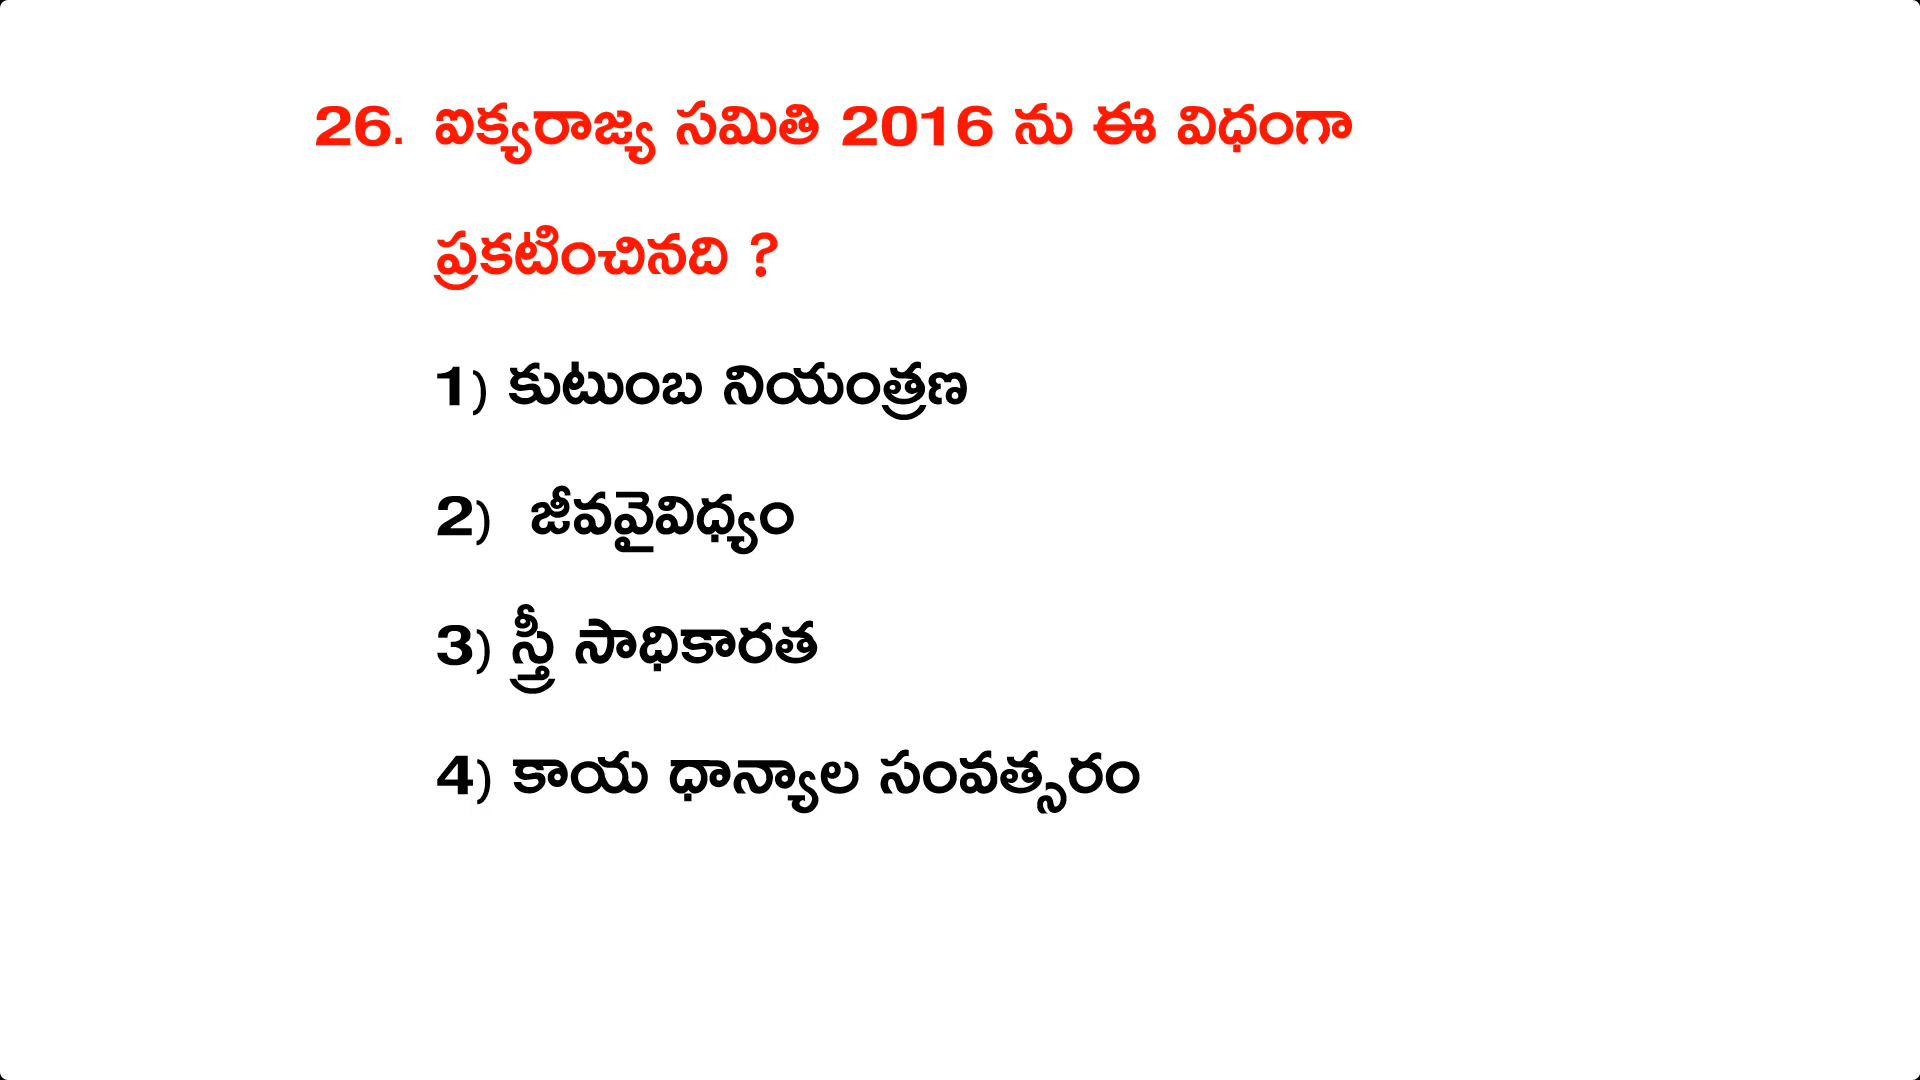 26. ఐక్యరాజ్య సమితి 2016 ను ఈ విధంగా
ప్రకటించినది ?
1) కుటుంబ నియంత్రణ
2) జీవవైవిధ్యం
3) స్త్రీ సాధికారత
4) కాయ ధాన్యాల సంవత్సరం